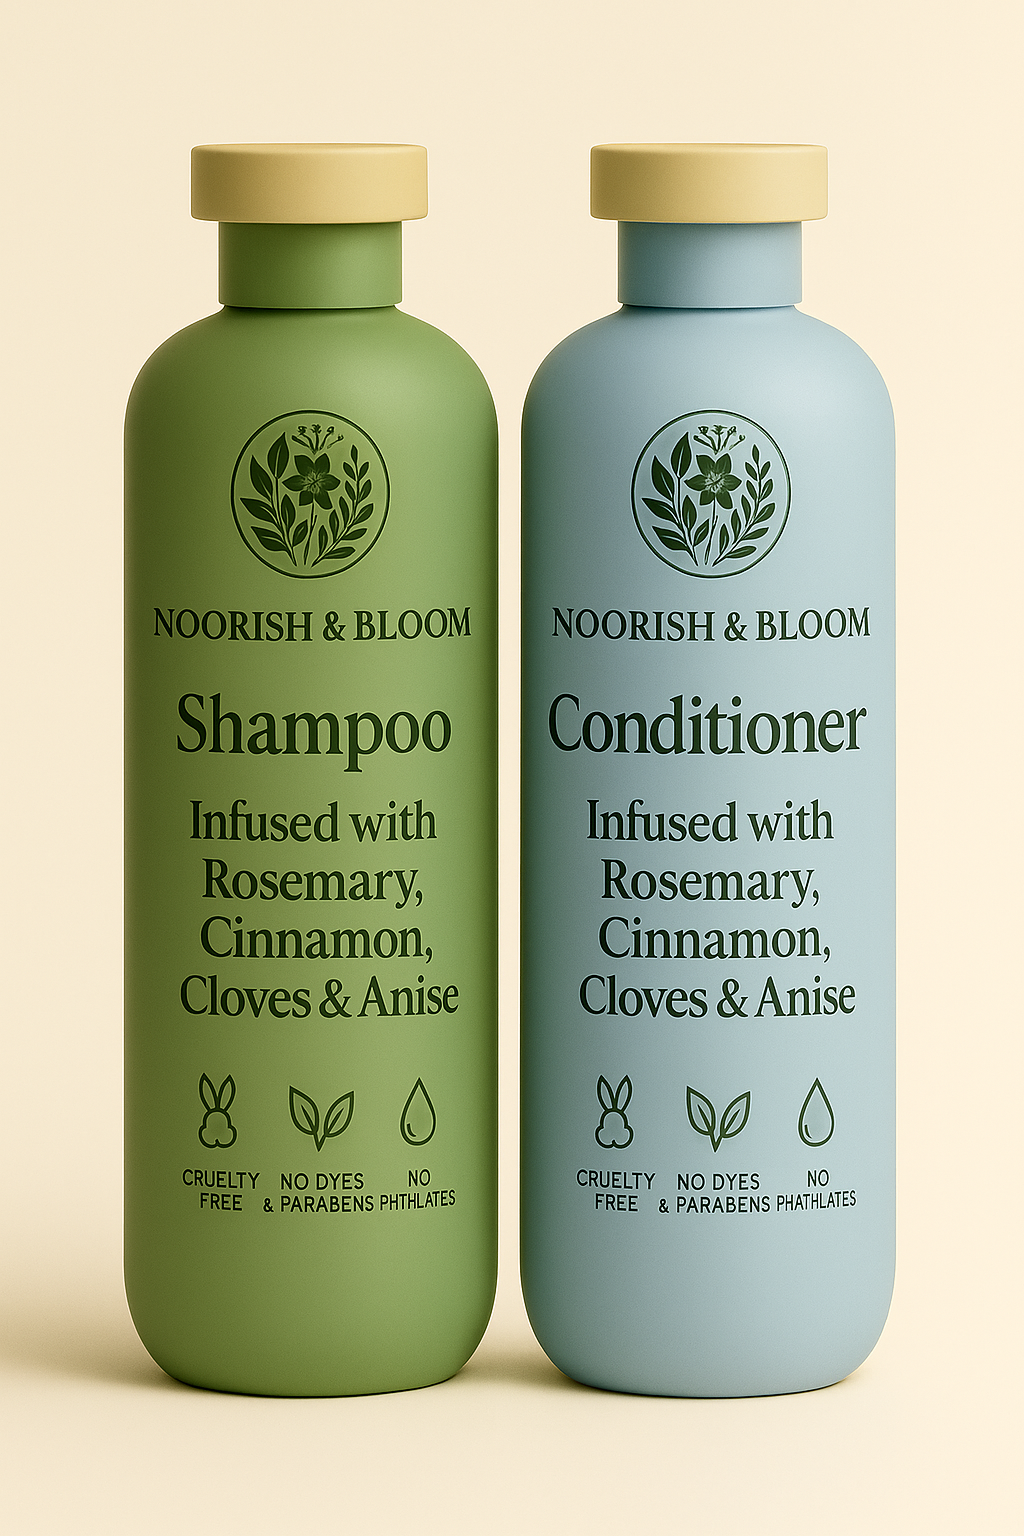 NOORISH & BLOOM
Shampoo
Infused with
Rosemary,
Cinnamon,
Cloves & Anise
CRUELTY
FREE
NO DYES
& PARABENS
NO
PHTHLATES
NOORISH & BLOOM
Conditioner
Infused with
Rosemary,
Cinnamon,
Cloves & Anise
CRUELTY
FREE
NO DYES
& PARABENS
NO
PHATHLATES